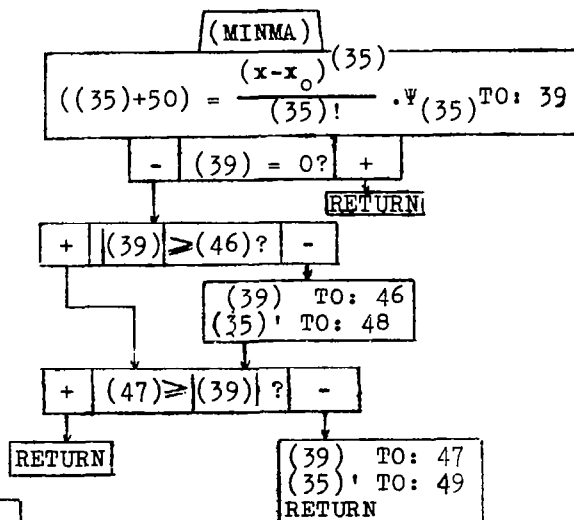 (MINMA)
((35)+50) = (x-x₀)^(35) / (35)! .Ψ(35) TO: 39
- (39) = 0? +
RETURN
+ |(39)| ≥ (46)? -
(39) TO: 46
(35)' TO: 48
+ (47) ≥ |(39)| ? -
RETURN
(39) TO: 47
(35)' TO: 49
RETURN